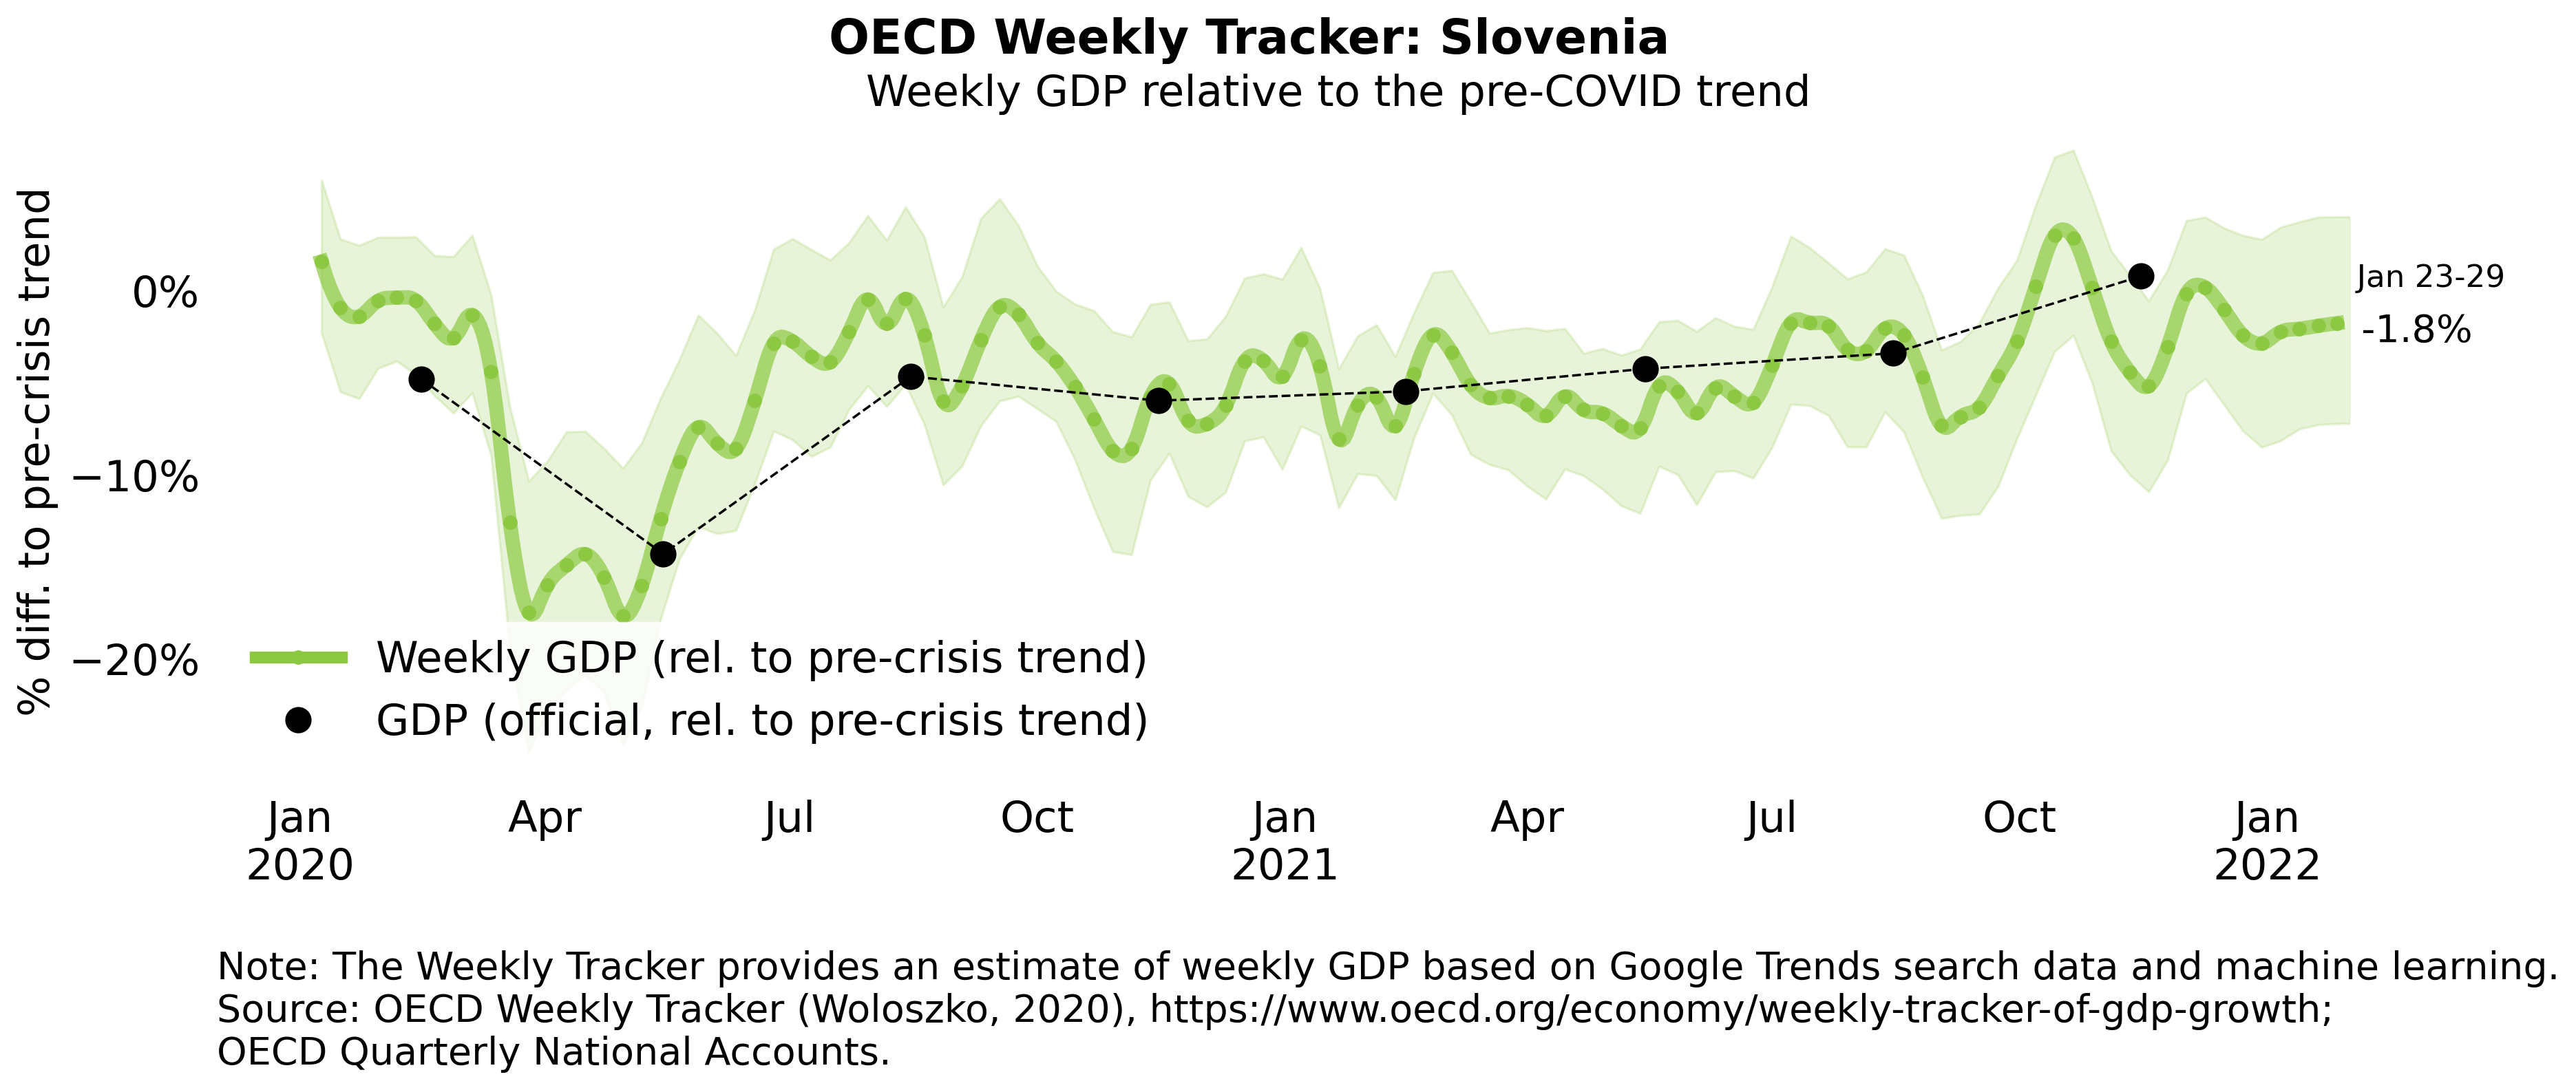 OECD Weekly Tracker: Slovenia
Weekly GDP relative to the pre-COVID trend
% diff. to pre-crisis trend
0%
−10%
−20%
Jan 23-29
-1.8%
Weekly GDP (rel. to pre-crisis trend)
GDP (official, rel. to pre-crisis trend)
Jan Apr Jul Oct Jan Apr Jul Oct Jan
2020 2021 2022
Note: The Weekly Tracker provides an estimate of weekly GDP based on Google Trends search data and machine learning.
Source: OECD Weekly Tracker (Woloszko, 2020), https://www.oecd.org/economy/weekly-tracker-of-gdp-growth;
OECD Quarterly National Accounts.